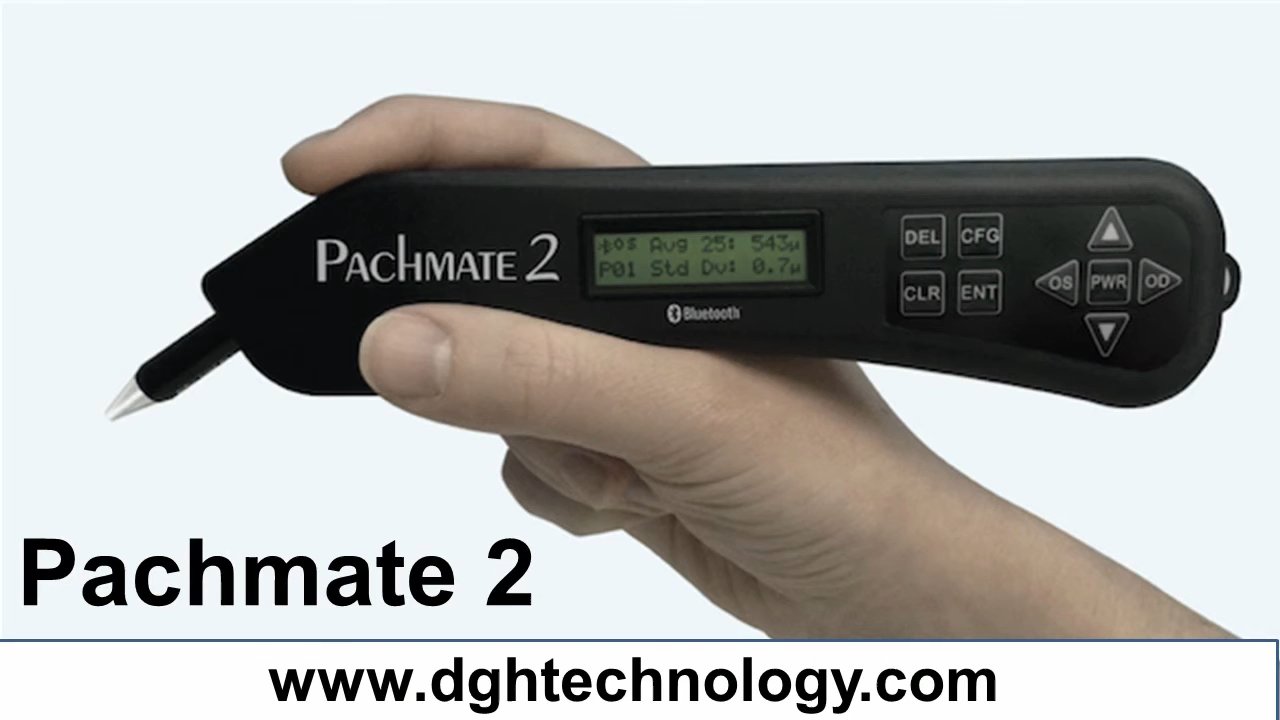 PACHMATE 2
OS Avg 25: 543µ
P01 Std Dv: 0.7µ
Bluetooth
DEL CFG
CLR ENT
OS PWR OD
Pachmate 2
www.dghtechnology.com